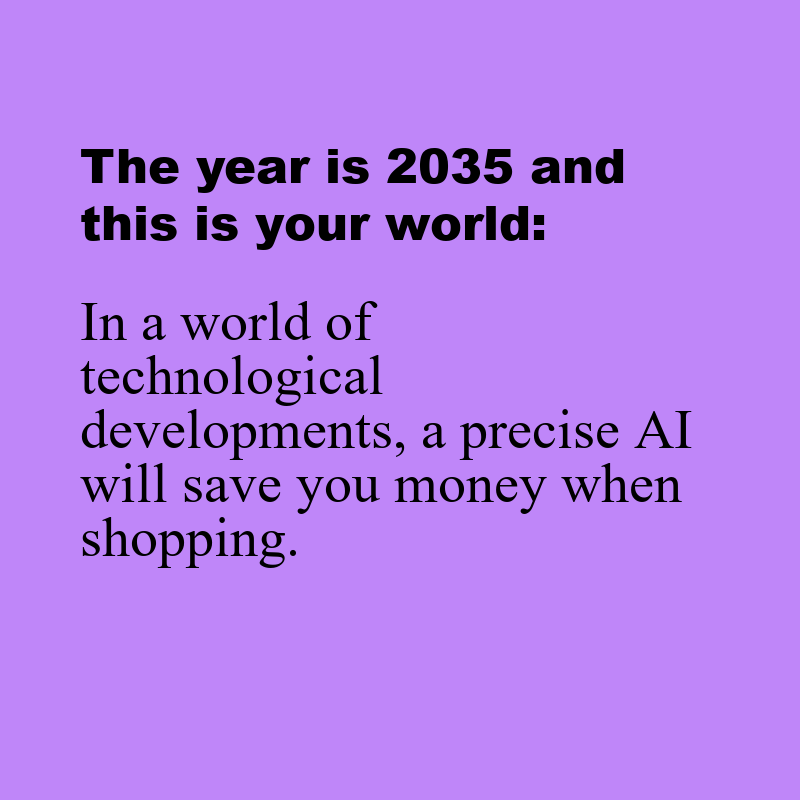 The year is 2035 and
this is your world:
In a world of
technological
developments, a precise AI
will save you money when
shopping.